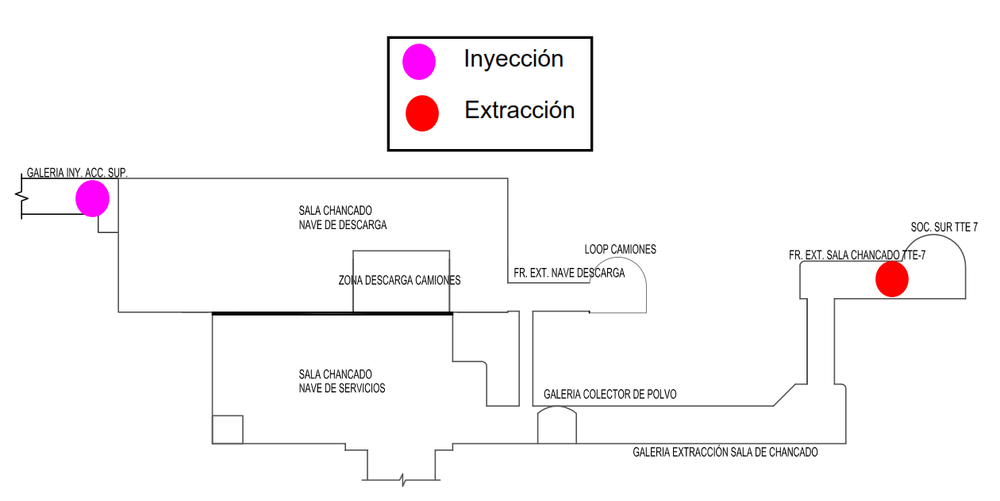 Inyección
Extracción
GALERIA INY. ACC. SUP.
SALA CHANCADO
NAVE DE DESCARGA
SOC. SUR TTE 7
LOOP CAMIONES
FR. EXT. SALA CHANCADO TTE-7
FR. EXT. NAVE DESCARGA
ZONA DESCARGA CAMIONES
SALA CHANCADO
NAVE DE SERVICIOS
GALERIA COLECTOR DE POLVO
GALERIA EXTRACCIÓN SALA DE CHANCADO